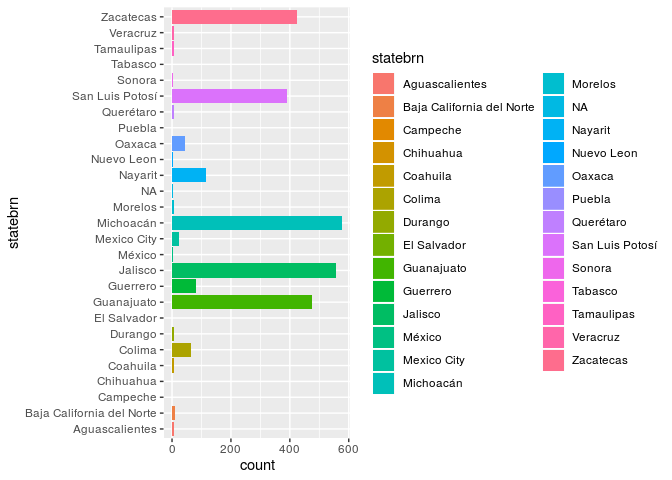 statebrn
Zacatecas
Veracruz
Tamaulipas
Tabasco
Sonora
San Luis Potosí
Querétaro
Puebla
Oaxaca
Nuevo Leon
Nayarit
NA
Morelos
Michoacán
Mexico City
México
Jalisco
Guerrero
Guanajuato
El Salvador
Durango
Colima
Coahuila
Chihuahua
Campeche
Baja California del Norte
Aguascalientes
0 200 400 600
count
statebrn
Aguascalientes
Baja California del Norte
Campeche
Chihuahua
Coahuila
Colima
Durango
El Salvador
Guanajuato
Guerrero
Jalisco
México
Mexico City
Michoacán
Morelos
NA
Nayarit
Nuevo Leon
Oaxaca
Puebla
Querétaro
San Luis Potosí
Sonora
Tabasco
Tamaulipas
Veracruz
Zacatecas